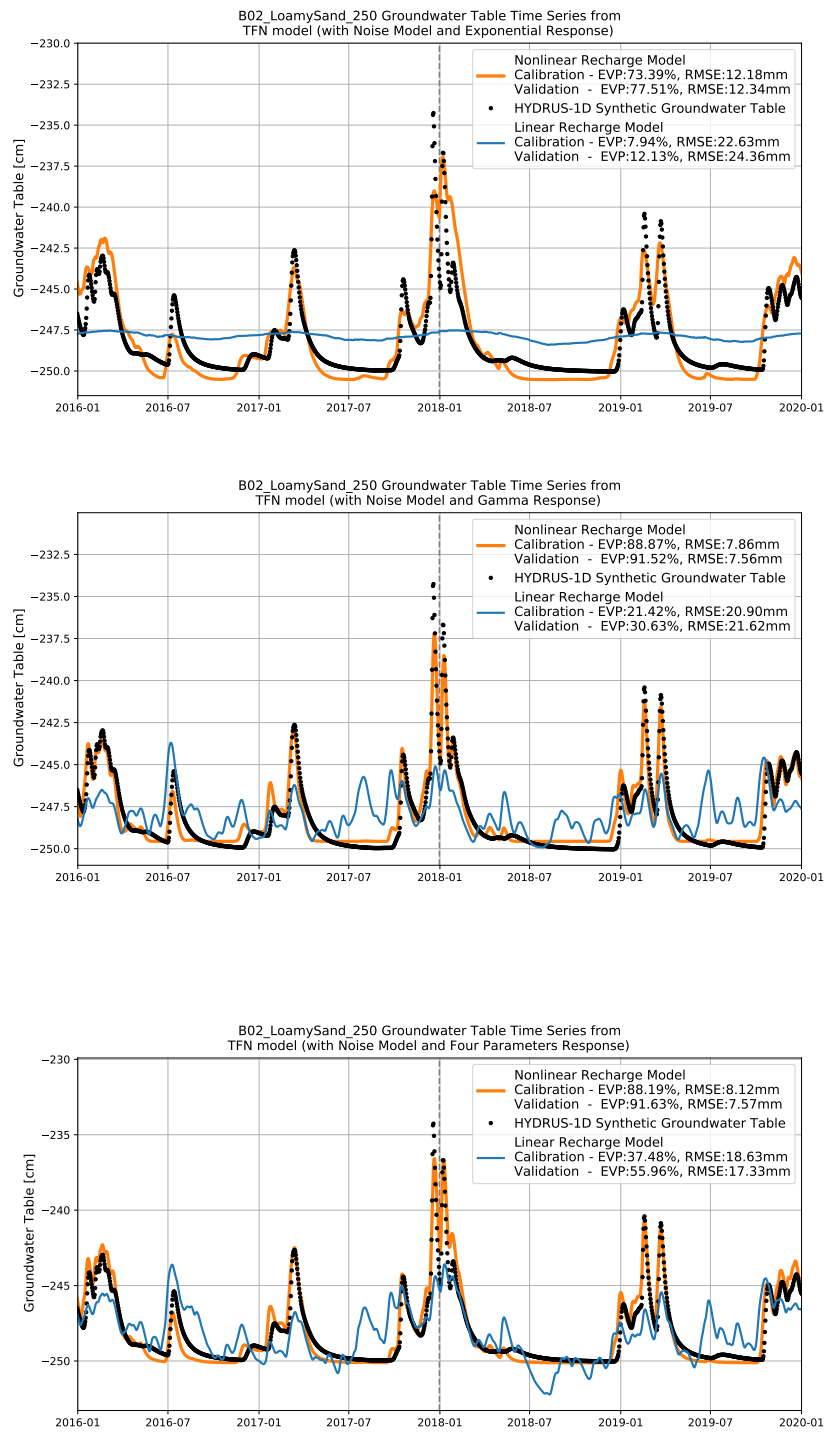 B02_LoamySand_250 Groundwater Table Time Series from
TFN model (with Noise Model and Exponential Response)
Groundwater Table [cm]
−230.0
−232.5
−235.0
−237.5
−240.0
−242.5
−245.0
−247.5
−250.0
Nonlinear Recharge Model
Calibration - EVP:73.39%, RMSE:12.18mm
Validation  -  EVP:77.51%, RMSE:12.34mm
HYDRUS-1D Synthetic Groundwater Table
Linear Recharge Model
Calibration - EVP:7.94%, RMSE:22.63mm
Validation  -  EVP:12.13%, RMSE:24.36mm
2016-01 2016-07 2017-01 2017-07 2018-01 2018-07 2019-01 2019-07 2020-01
B02_LoamySand_250 Groundwater Table Time Series from
TFN model (with Noise Model and Gamma Response)
Groundwater Table [cm]
−232.5
−235.0
−237.5
−240.0
−242.5
−245.0
−247.5
−250.0
Nonlinear Recharge Model
Calibration - EVP:88.87%, RMSE:7.86mm
Validation  -  EVP:91.52%, RMSE:7.56mm
HYDRUS-1D Synthetic Groundwater Table
Linear Recharge Model
Calibration - EVP:21.42%, RMSE:20.90mm
Validation  -  EVP:30.63%, RMSE:21.62mm
2016-01 2016-07 2017-01 2017-07 2018-01 2018-07 2019-01 2019-07 2020-01
B02_LoamySand_250 Groundwater Table Time Series from
TFN model (with Noise Model and Four Parameters Response)
Groundwater Table [cm]
−230
−235
−240
−245
−250
Nonlinear Recharge Model
Calibration - EVP:88.19%, RMSE:8.12mm
Validation  -  EVP:91.63%, RMSE:7.57mm
HYDRUS-1D Synthetic Groundwater Table
Linear Recharge Model
Calibration - EVP:37.48%, RMSE:18.63mm
Validation  -  EVP:55.96%, RMSE:17.33mm
2016-01 2016-07 2017-01 2017-07 2018-01 2018-07 2019-01 2019-07 2020-01